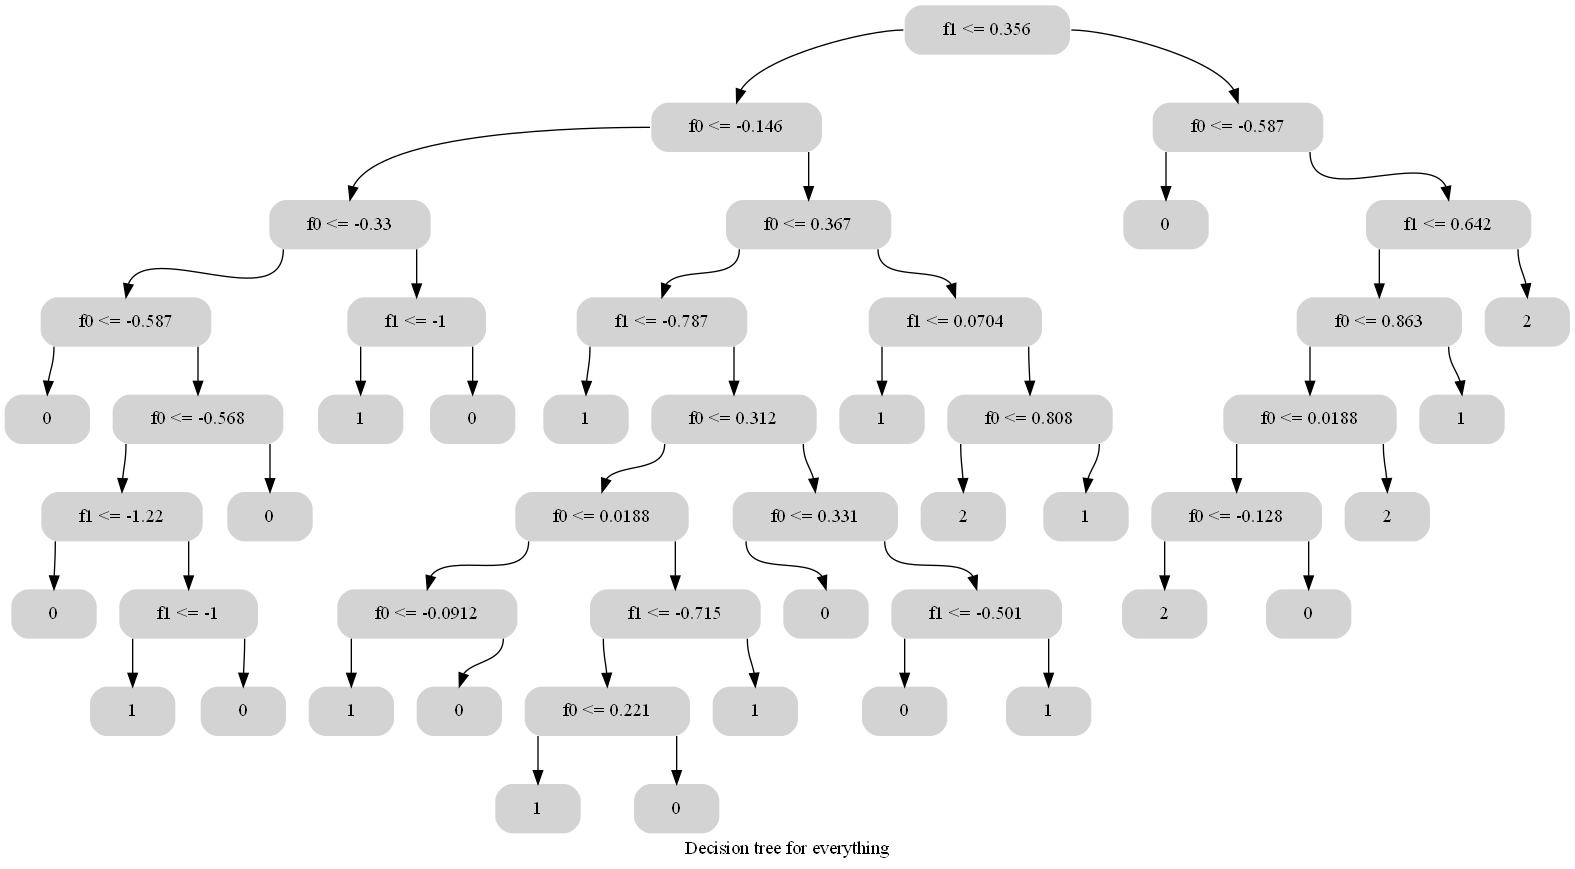 f1 <= 0.356
f0 <= -0.146
f0 <= -0.587
f0 <= -0.33
f0 <= 0.367
0
f1 <= 0.642
f0 <= -0.587
f1 <= -1
f1 <= -0.787
f1 <= 0.0704
f0 <= 0.863
2
0
f0 <= -0.568
1
0
1
f0 <= 0.312
1
f0 <= 0.808
f0 <= 0.0188
1
f1 <= -1.22
0
f0 <= 0.0188
f0 <= 0.331
2
1
f0 <= -0.128
2
0
f1 <= -1
f0 <= -0.0912
f1 <= -0.715
0
f1 <= -0.501
2
0
1
0
1
0
f0 <= 0.221
1
0
1
1
0
Decision tree for everything